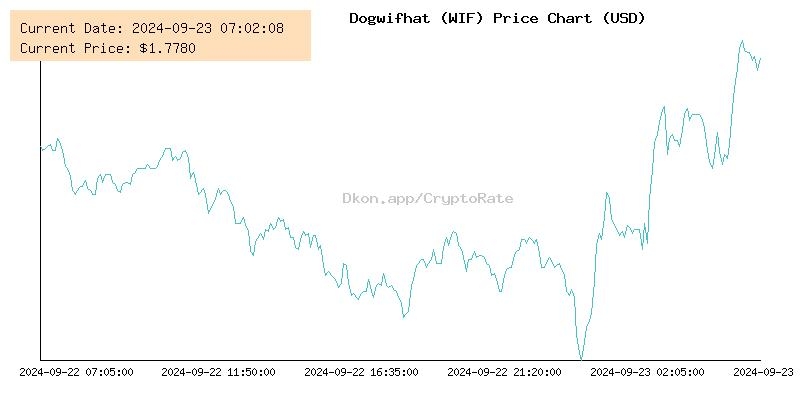 Dogwifhat (WIF) Price Chart (USD)
Current Date: 2024-09-23 07:02:08
Current Price: $1.7780
Dkon.app/CryptoRate
2024-09-22 07:05:00 2024-09-22 11:50:00 2024-09-22 16:35:00 2024-09-22 21:20:00 2024-09-23 02:05:00 2024-09-23